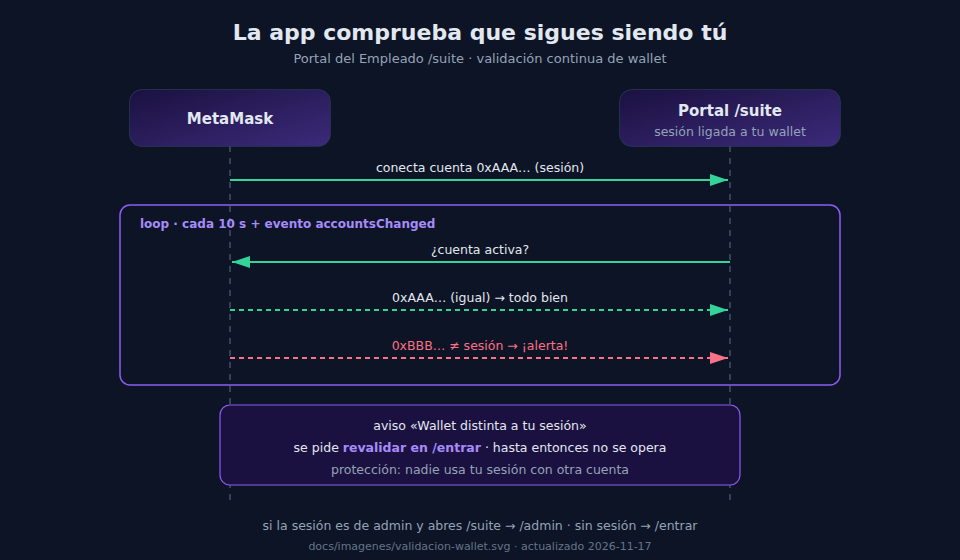 La app comprueba que sigues siendo tú
Portal del Empleado /suite · validación continua de wallet
MetaMask
Portal /suite
sesión ligada a tu wallet
conecta cuenta 0xAAA… (sesión)
loop · cada 10 s + evento accountsChanged
¿cuenta activa?
0xAAA… (igual) → todo bien
0xBBB… ≠ sesión → ¡alerta!
aviso «Wallet distinta a tu sesión»
se pide revalidar en /entrar · hasta entonces no se opera
protección: nadie usa tu sesión con otra cuenta
si la sesión es de admin y abres /suite → /admin · sin sesión → /entrar
docs/imagenes/validacion-wallet.svg · actualizado 2026-11-17